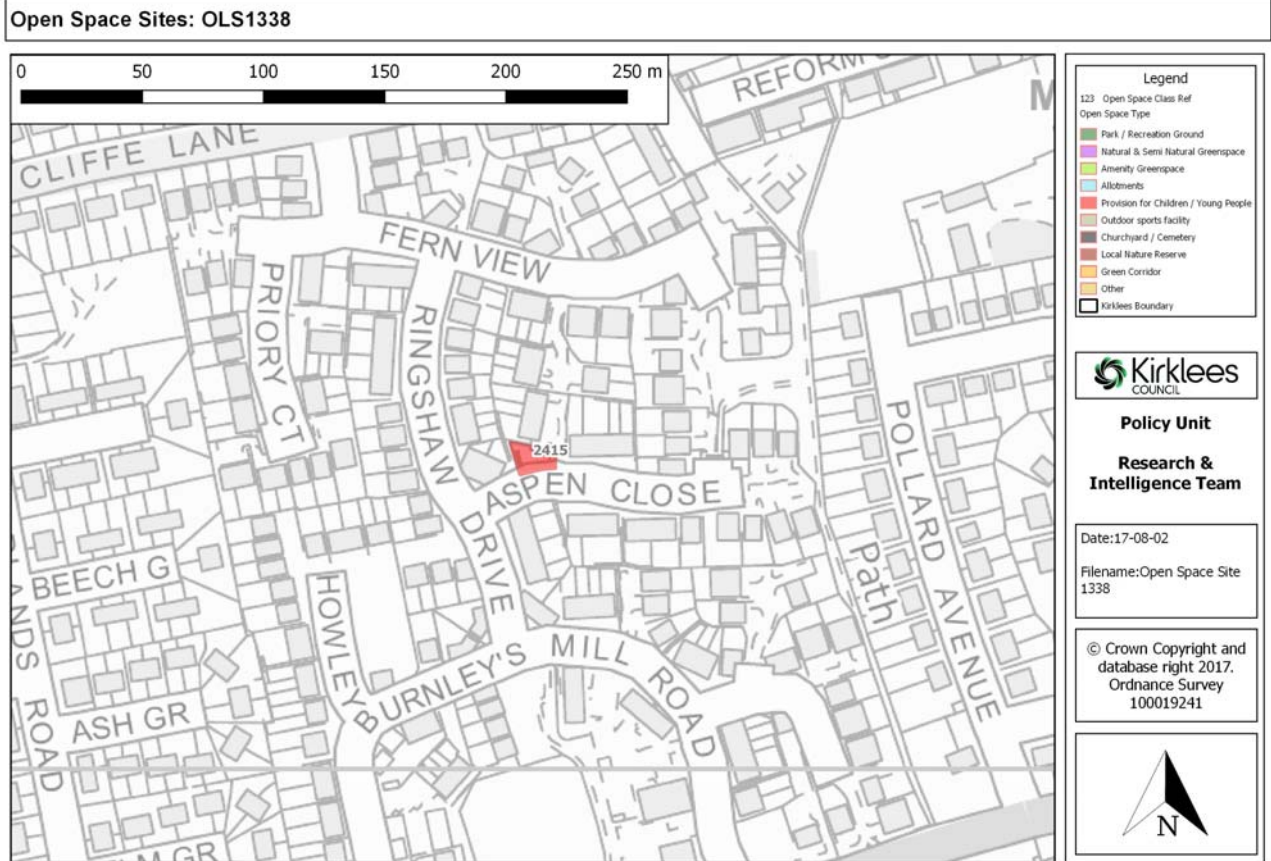 Open Space Sites: OLS1338
0 50 100 150 200 250 m
REFORM
M
CLIFFE LANE
FERN VIEW
PRIORY CT
RINGSHAW DRIVE
2415
ASPEN CLOSE
POLLARD AVENUE
Path
BEECH G
ANDS ROAD
HOWLEY
BURNLEY'S MILL ROAD
ASH GR
LM GR
Legend
123 Open Space Class Ref
Open Space Type
Park / Recreation Ground
Natural & Semi Natural Greenspace
Amenity Greenspace
Allotments
Provision for Children / Young People
Outdoor sports facility
Churchyard / Cemetery
Local Nature Reserve
Green Corridor
Other
Kirklees Boundary
Kirklees
COUNCIL
Policy Unit
Research &
Intelligence Team
Date:17-08-02
Filename:Open Space Site
1338
© Crown Copyright and
database right 2017.
Ordnance Survey
100019241
N